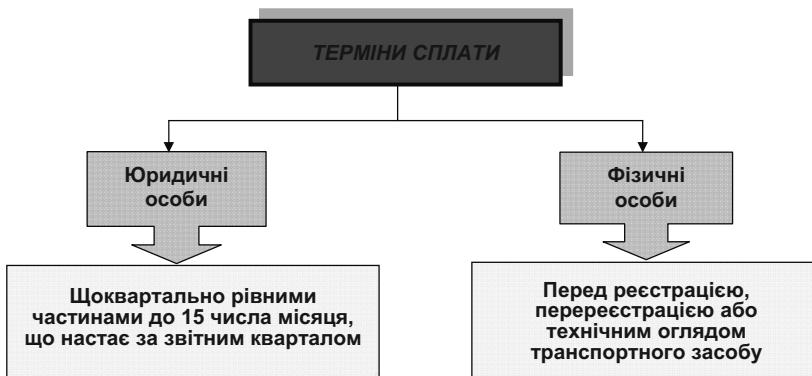 ТЕРМІНИ СПЛАТИ
Юридичні
особи
Фізичні
особи
Щоквартально рівними
частинами до 15 числа місяця,
що настає за звітним кварталом
Перед реєстрацією,
перереєстрацією або
технічним оглядом
транспортного засобу